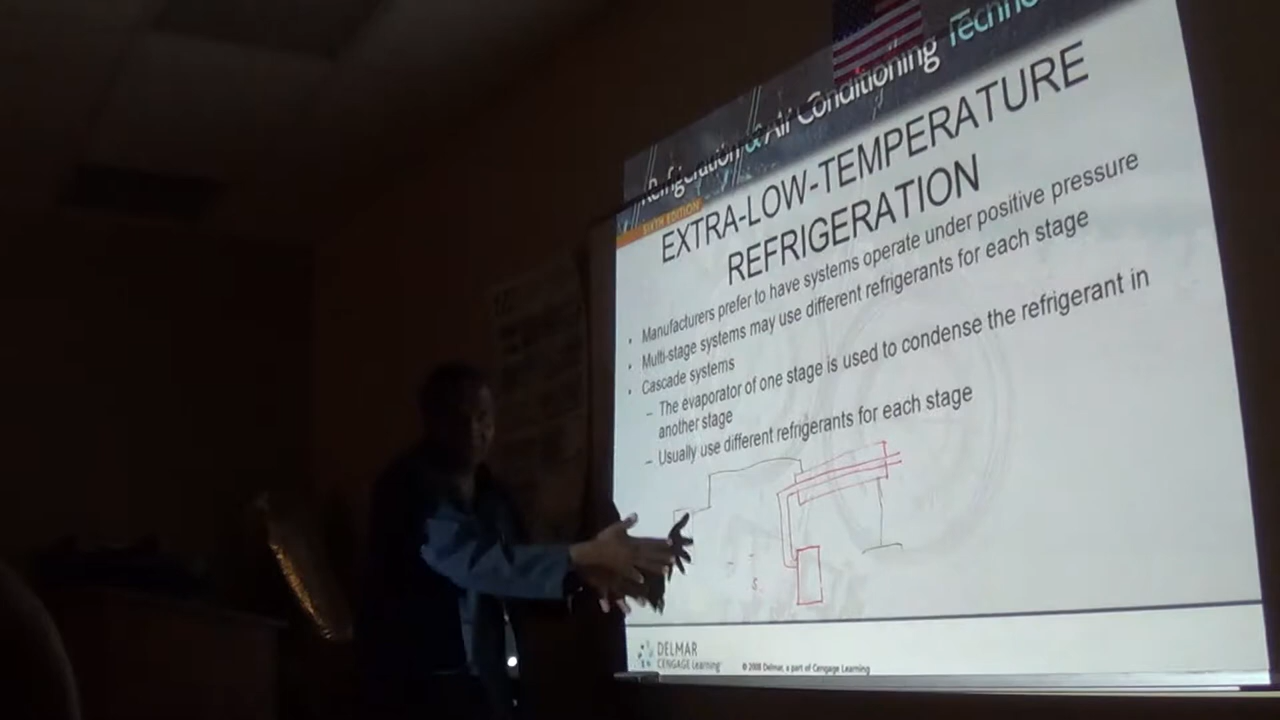 Refrigeration & Air Conditioning
SIXTH EDITION
EXTRA-LOW-TEMPERATURE
REFRIGERATION
• Manufacturers prefer to have systems operate under positive pressure
• Multi-stage systems may use different refrigerants for each stage
• Cascade systems
– The evaporator of one stage is used to condense the refrigerant in
another stage
– Usually use different refrigerants for each stage
DELMAR
CENGAGE Learning
© 2008 Delmar, a part of Cengage Learning